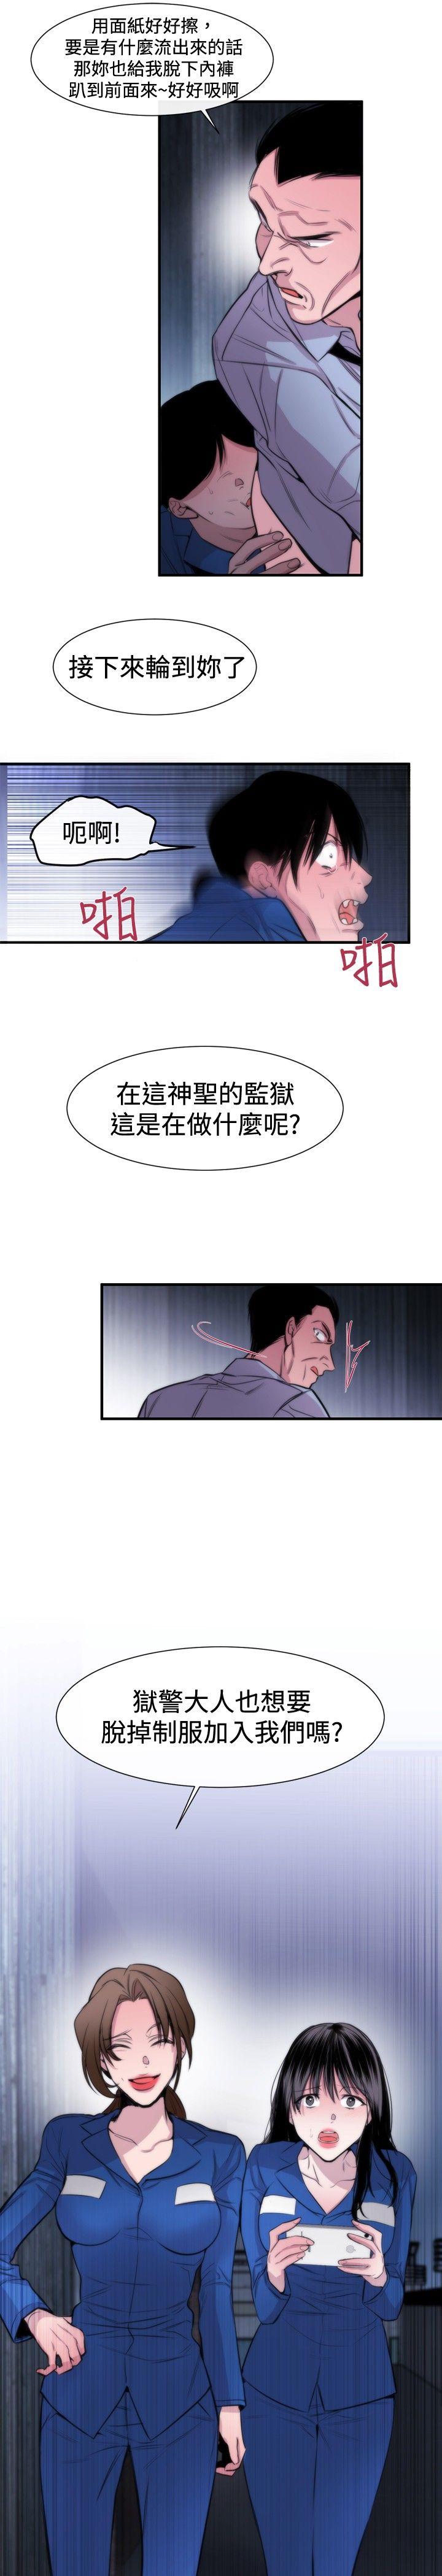 用面紙好好擦，
要是有什麼流出來的話
那妳也給我脫下內褲
趴到前面來~好好吸啊
接下來輪到妳了
呃啊!
啪
啪
在這神聖的監獄
這是在做什麼呢?
獄警大人也想要
脫掉制服加入我們嗎?